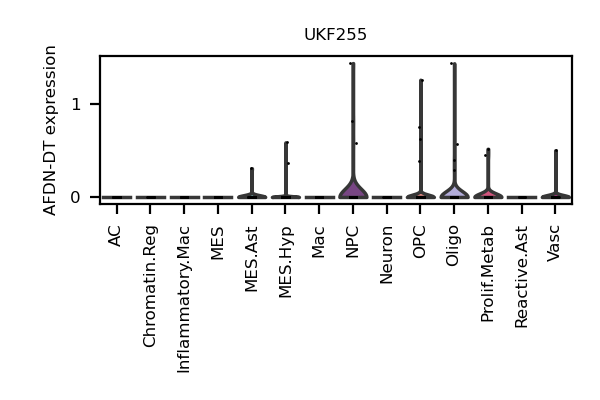 UKF255
AFDN-DT expression
1
0
AC
Chromatin.Reg
Inflammatory.Mac
MES
MES.Ast
MES.Hyp
Mac
NPC
Neuron
OPC
Oligo
Prolif.Metab
Reactive.Ast
Vasc